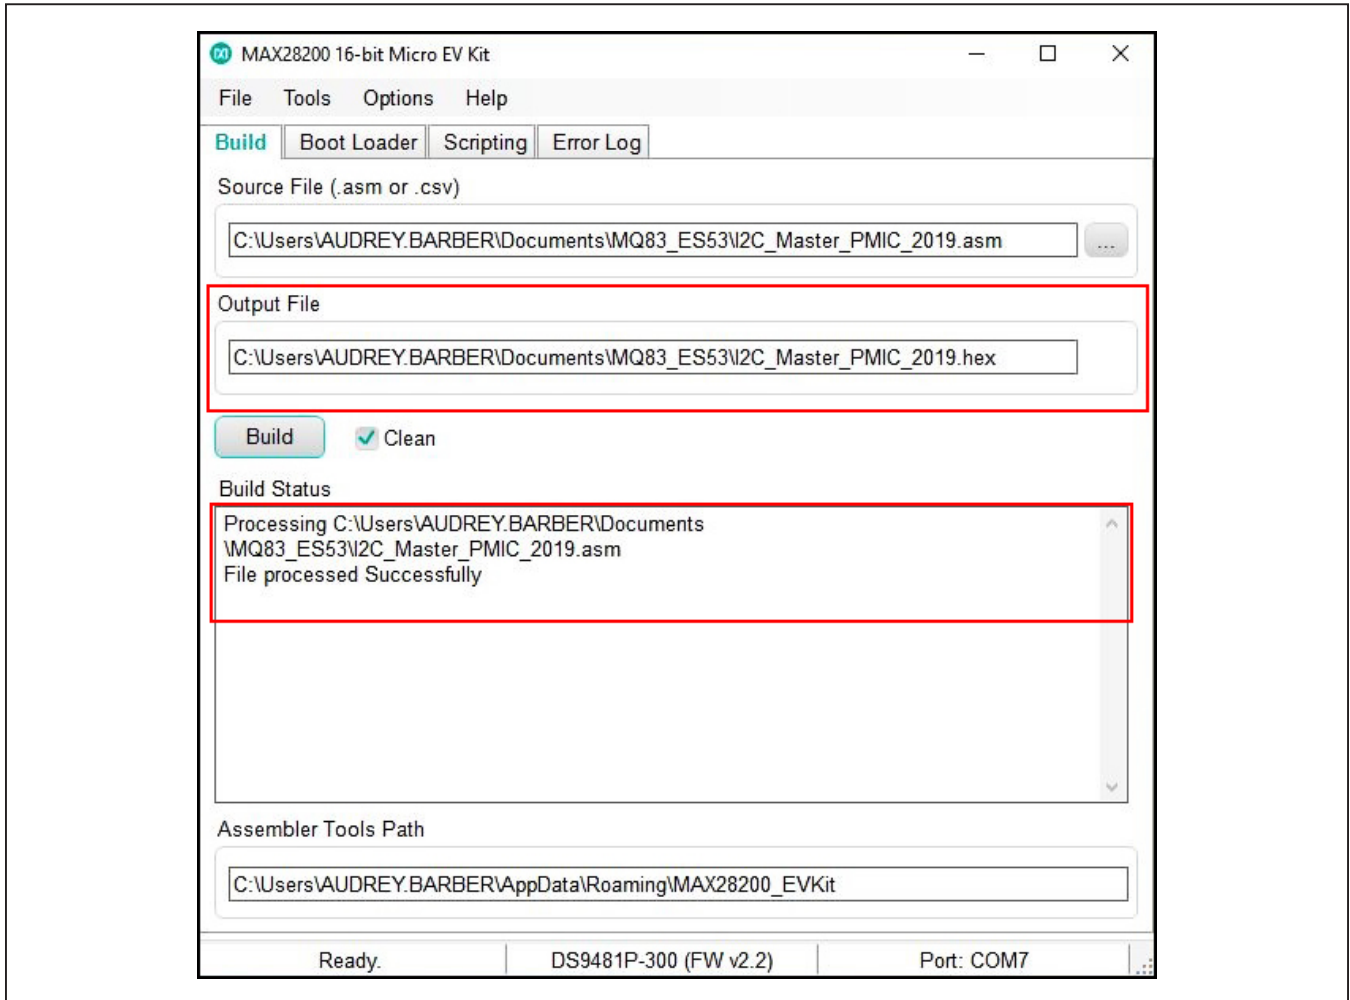 MAX28200 16-bit Micro EV Kit
File Tools Options Help
Build Boot Loader Scripting Error Log
Source File (.asm or .csv)
C:\Users\AUDREY.BARBER\Documents\MQ83_ES53\I2C_Master_PMIC_2019.asm ...
Output File
C:\Users\AUDREY.BARBER\Documents\MQ83_ES53\I2C_Master_PMIC_2019.hex
Build Clean
Build Status
Processing C:\Users\AUDREY.BARBER\Documents
\MQ83_ES53\I2C_Master_PMIC_2019.asm
File processed Successfully
Assembler Tools Path
C:\Users\AUDREY.BARBER\AppData\Roaming\MAX28200_EVKit
Ready. DS9481P-300 (FW v2.2) Port: COM7